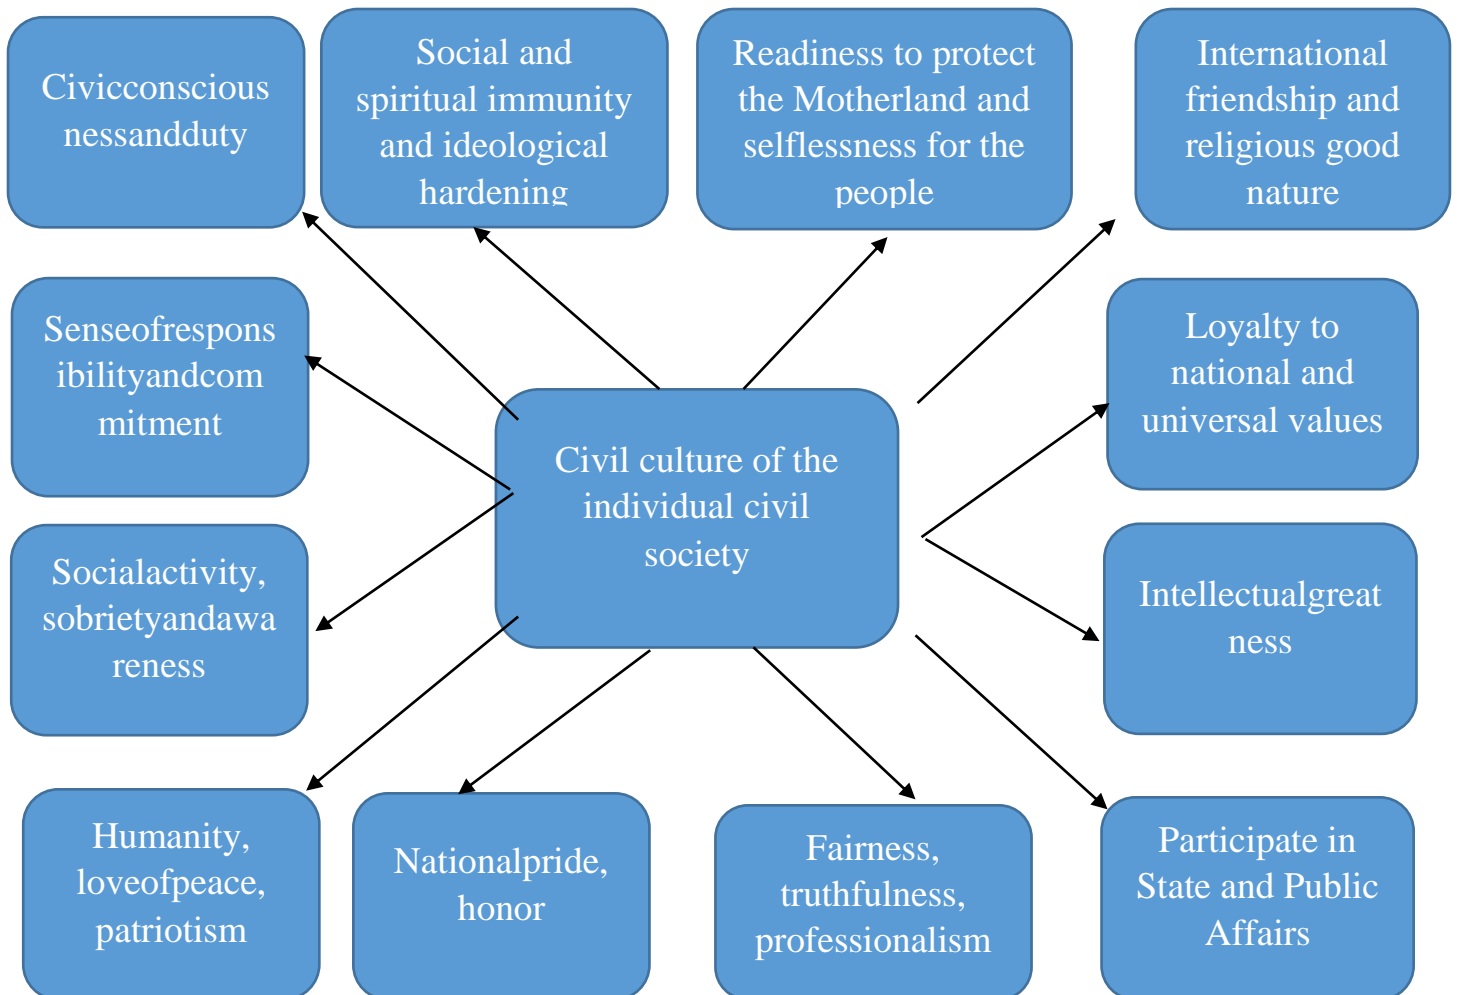 Civicconscious
nessandduty
Social and
spiritual immunity
and ideological
hardening
Readiness to protect
the Motherland and
selflessness for the
people
International
friendship and
religious good
nature
Senseofrespons
ibilityandcom
mitment
Loyalty to
national and
universal values
Civil culture of the
individual civil
society
Socialactivity,
sobrietyandawa
reness
Intellectualgreat
ness
Humanity,
loveofpeace,
patriotism
Nationalpride,
honor
Fairness,
truthfulness,
professionalism
Participate in
State and Public
Affairs